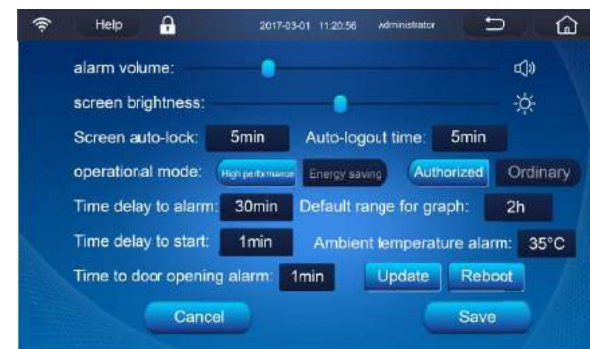 Help 2017-03-01 11:20:56 Administrator
alarm volume:
screen brightness:
Screen auto-lock: 5min Auto-logout time: 5min
operational mode: High performance Energy saving Authorized Ordinary
Time delay to alarm: 30min Default range for graph: 2h
Time delay to start: 1min Ambient temperature alarm: 35°C
Time to door opening alarm: 1min Update Reboot
Cancel Save